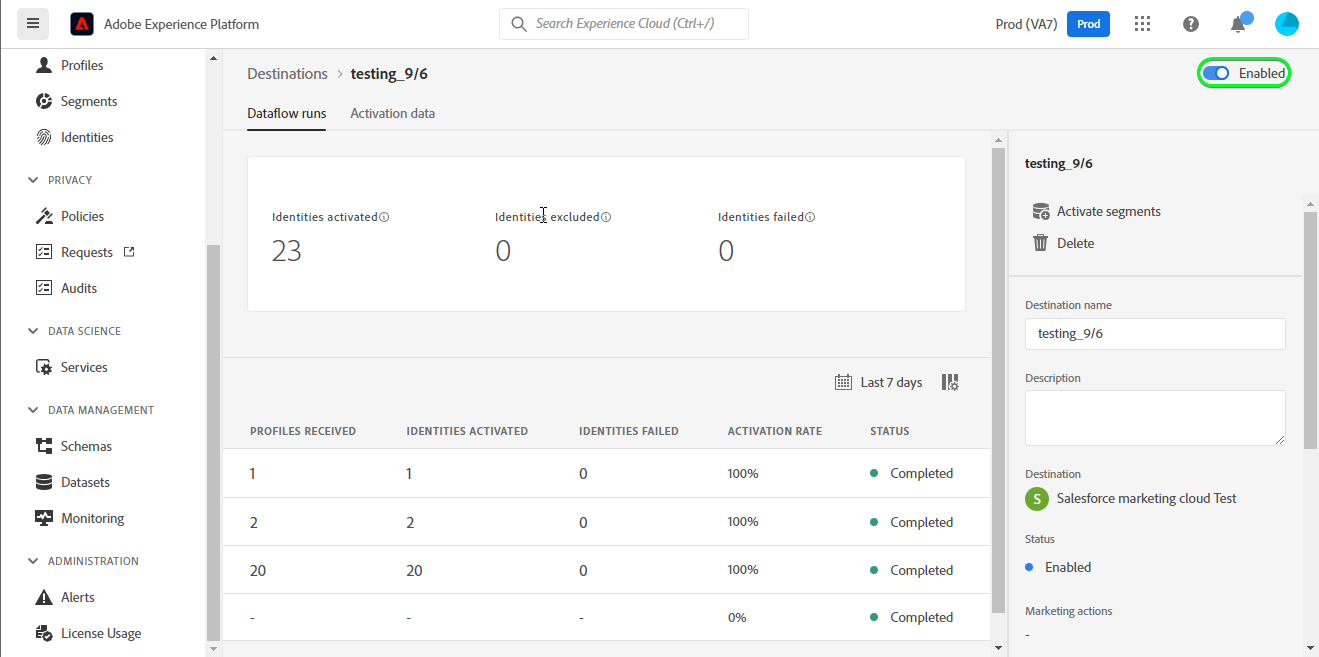 Adobe Experience Platform
Search Experience Cloud (Ctrl+/)
Prod (VA7)
Prod
Profiles
Segments
Identities
PRIVACY
Policies
Requests
Audits
DATA SCIENCE
Services
DATA MANAGEMENT
Schemas
Datasets
Monitoring
ADMINISTRATION
Alerts
License Usage
Destinations > testing_9/6
Enabled
Dataflow runs Activation data
Identities activated Identities excluded Identities failed
23 0 0
Last 7 days
PROFILES RECEIVED IDENTITIES ACTIVATED IDENTITIES FAILED ACTIVATION RATE STATUS
1 1 0 100% Completed
2 2 0 100% Completed
20 20 0 100% Completed
- - - 0% Completed
testing_9/6
Activate segments
Delete
Destination name
testing_9/6
Description
Destination
S Salesforce marketing cloud Test
Status
Enabled
Marketing actions
-